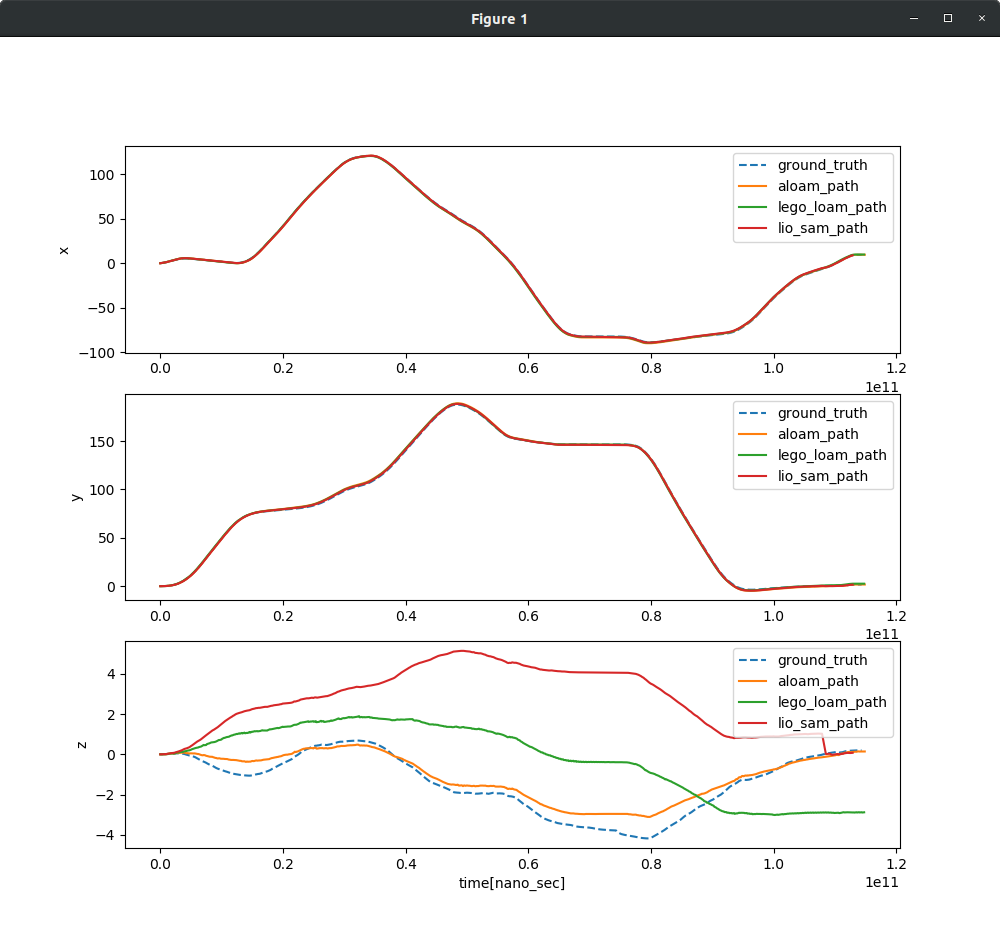 Figure 1
100
50
0
−50
−100
x
ground_truth
aloam_path
lego_loam_path
lio_sam_path
0.0 0.2 0.4 0.6 0.8 1.0 1.2
1e11
150
100
50
0
y
ground_truth
aloam_path
lego_loam_path
lio_sam_path
0.0 0.2 0.4 0.6 0.8 1.0 1.2
1e11
4
2
0
−2
−4
z
ground_truth
aloam_path
lego_loam_path
lio_sam_path
0.0 0.2 0.4 0.6 0.8 1.0 1.2
time[nano_sec]
1e11